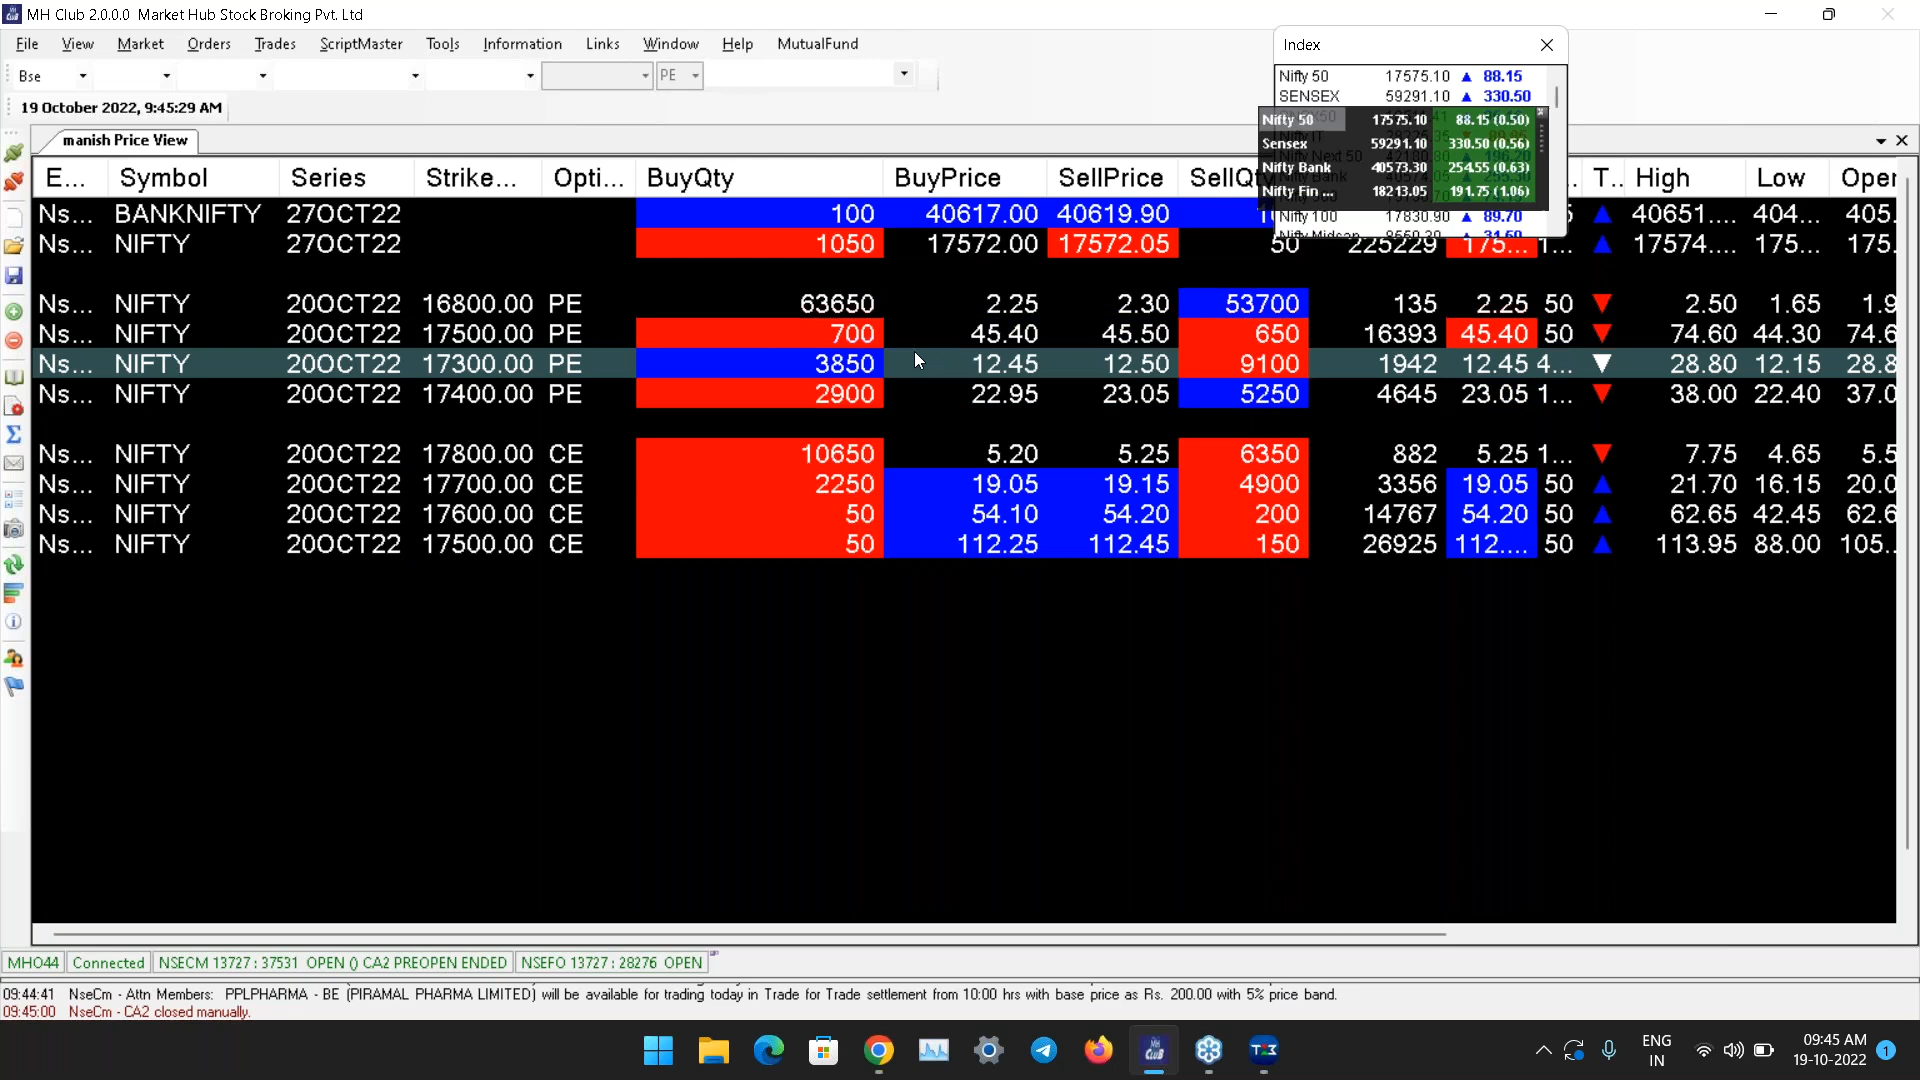 MH Club 2.0.0.0 Market Hub Stock Broking Pvt. Ltd
File View Market Orders Trades ScriptMaster Tools Information Links Window Help MutualFund
Index
Bse PE
Nifty 50 17575.10 ▲ 88.15
SENSEX 59291.10 ▲ 330.50
19 October 2022, 9:45:29 AM
Nifty 50 17575.10 88.15 (0.50)
Sensex 59291.10 330.50 (0.56)
Nifty Bank 40573.30 254.55 (0.63)
Nifty Fin ... 18213.05 191.75 (1.06)
Nifty 100 17830.90 ▲ 89.70
manish Price View
E... Symbol Series Strike... Opti... BuyQty BuyPrice SellPrice SellQt T.. High Low Oper
Ns... BANKNIFTY 27OCT22 100 40617.00 40619.90 ▲ 40651.... 404... 405.
Ns... NIFTY 27OCT22 1050 17572.00 17572.05 50 225229 175... 1... ▲ 17574.... 175... 175.
Ns... NIFTY 20OCT22 16800.00 PE 63650 2.25 2.30 53700 135 2.25 50 ▼ 2.50 1.65 1.9
Ns... NIFTY 20OCT22 17500.00 PE 700 45.40 45.50 650 16393 45.40 50 ▼ 74.60 44.30 74.6
Ns... NIFTY 20OCT22 17300.00 PE 3850 12.45 12.50 9100 1942 12.45 4... ▼ 28.80 12.15 28.8
Ns... NIFTY 20OCT22 17400.00 PE 2900 22.95 23.05 5250 4645 23.05 1... ▼ 38.00 22.40 37.0
Ns... NIFTY 20OCT22 17800.00 CE 10650 5.20 5.25 6350 882 5.25 1... ▼ 7.75 4.65 5.5
Ns... NIFTY 20OCT22 17700.00 CE 2250 19.05 19.15 4900 3356 19.05 50 ▲ 21.70 16.15 20.0
Ns... NIFTY 20OCT22 17600.00 CE 50 54.10 54.20 200 14767 54.20 50 ▲ 62.65 42.45 62.6
Ns... NIFTY 20OCT22 17500.00 CE 50 112.25 112.45 150 26925 112.... 50 ▲ 113.95 88.00 105..
MHO44 Connected NSECM 13727 : 37531 OPEN () CA2 PREOPEN ENDED NSEFO 13727 : 28276 OPEN
09:44:41 NseCm - Attn Members: PPLPHARMA - BE (PIRAMAL PHARMA LIMITED) will be available for trading today in Trade for Trade settlement from 10:00 hrs with base price as Rs. 200.00 with 5% price band.
09:45:00 NseCm - CA2 closed manually.
MH CLUB
ENG IN
09:45 AM
19-10-2022
1